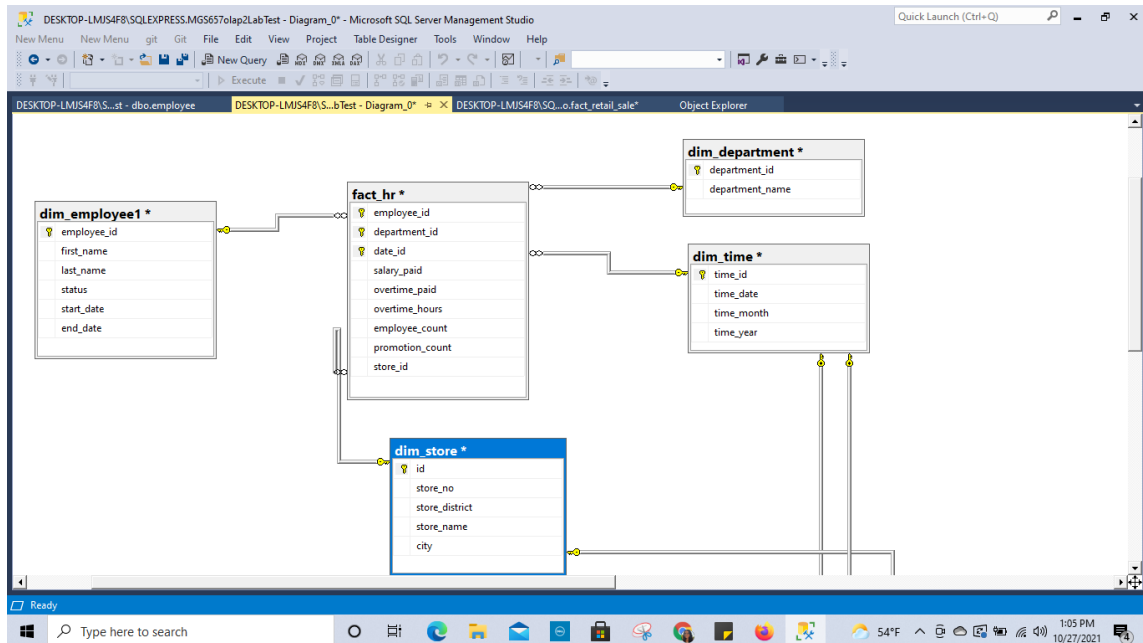 DESKTOP-LMJS4F8\SQLEXPRESS.MGS657olap2LabTest - Diagram_0* - Microsoft SQL Server Management Studio
Quick Launch (Ctrl+Q)
New Menu New Menu git Git File Edit View Project Table Designer Tools Window Help
New Query
Execute
DESKTOP-LMJS4F8\S...st - dbo.employee
DESKTOP-LMJS4F8\S...bTest - Diagram_0*
DESKTOP-LMJS4F8\SQ...o.fact_retail_sale*
Object Explorer
dim_employee1 *
employee_id
first_name
last_name
status
start_date
end_date
fact_hr *
employee_id
department_id
date_id
salary_paid
overtime_paid
overtime_hours
employee_count
promotion_count
store_id
dim_department *
department_id
department_name
dim_time *
time_id
time_date
time_month
time_year
dim_store *
id
store_no
store_district
store_name
city
Ready
Type here to search
54°F
1:05 PM
10/27/2021